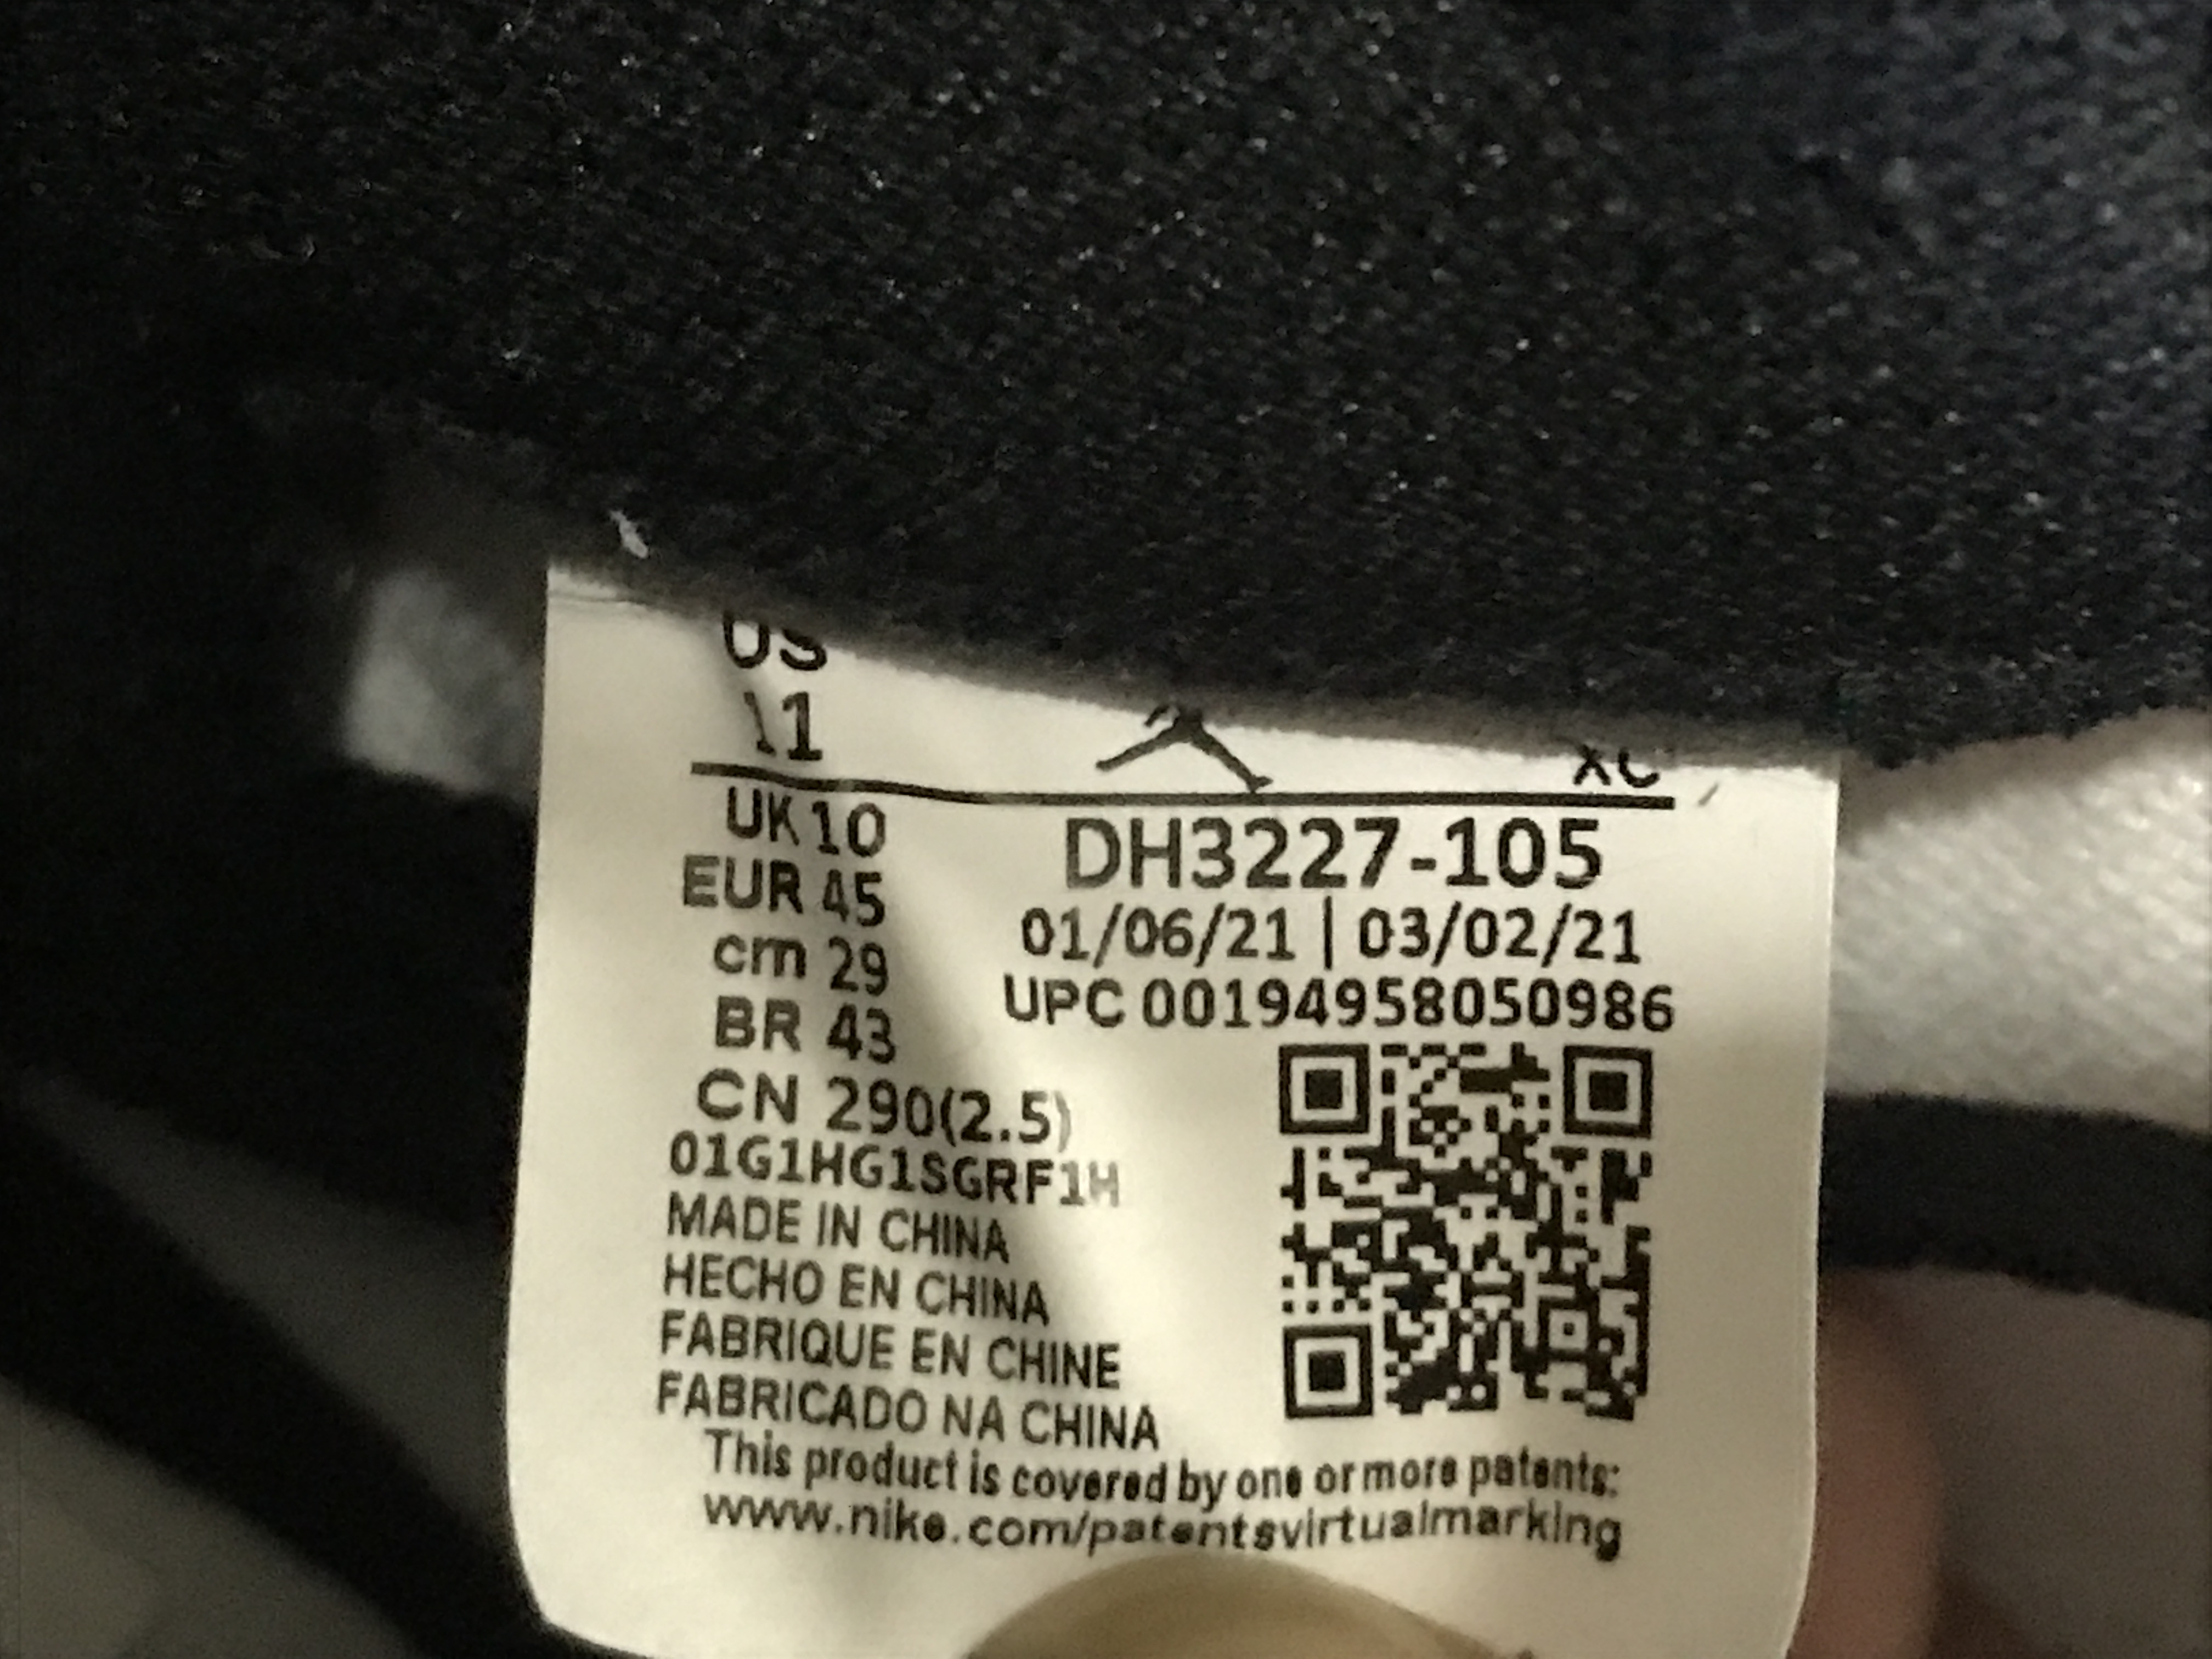 US
11
XC
UK 10
EUR 45
cm 29
BR 43
CN 290(2.5)
01G1HG1SGRF1H
MADE IN CHINA
HECHO EN CHINA
FABRIQUE EN CHINE
FABRICADO NA CHINA
DH3227-105
01/06/21 | 03/02/21
UPC 00194958050986
This product is covered by one or more patents:
www.nike.com/patentsvirtualmarking